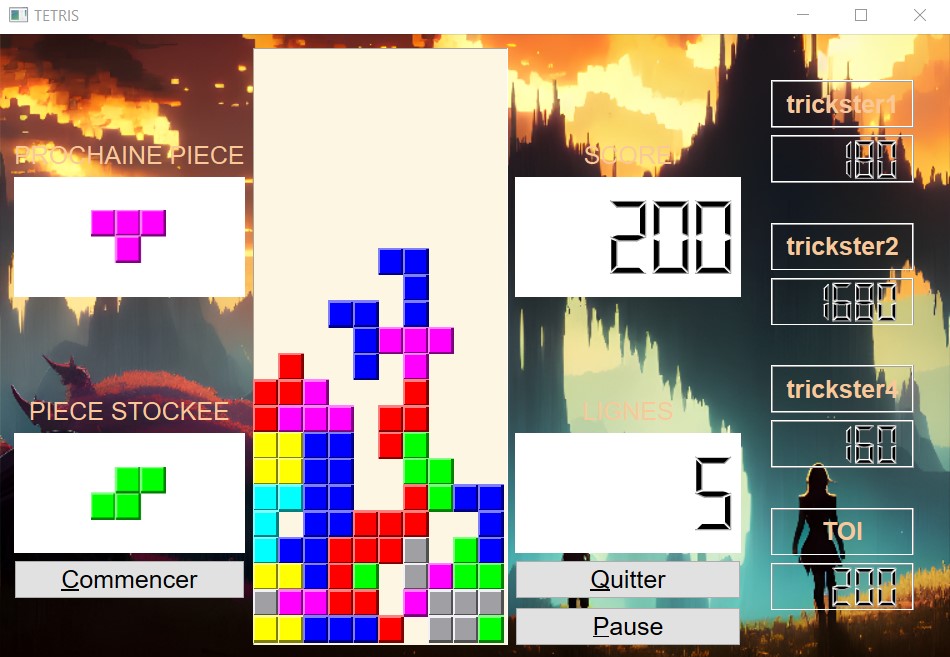 TETRIS
PROCHAINE PIECE
PIECE STOCKEE
Commencer
SCORE
200
LIGNES
5
Quitter
Pause
trickster1
180
trickster2
1680
trickster4
160
TOI
200